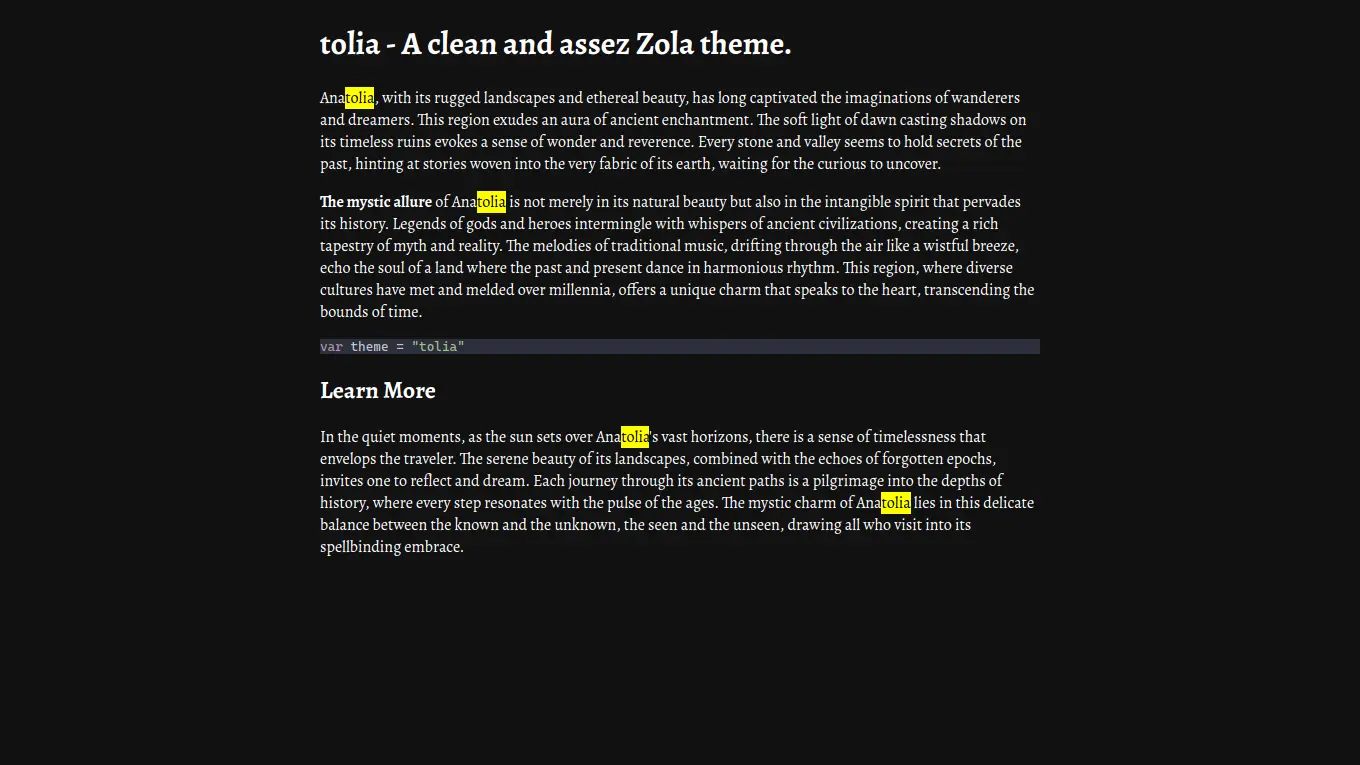 tolia - A clean and assez Zola theme.
Anatolia, with its rugged landscapes and ethereal beauty, has long captivated the imaginations of wanderers
and dreamers. This region exudes an aura of ancient enchantment. The soft light of dawn casting shadows on
its timeless ruins evokes a sense of wonder and reverence. Every stone and valley seems to hold secrets of the
past, hinting at stories woven into the very fabric of its earth, waiting for the curious to uncover.
The mystic allure of Anatolia is not merely in its natural beauty but also in the intangible spirit that pervades
its history. Legends of gods and heroes intermingle with whispers of ancient civilizations, creating a rich
tapestry of myth and reality. The melodies of traditional music, drifting through the air like a wistful breeze,
echo the soul of a land where the past and present dance in harmonious rhythm. This region, where diverse
cultures have met and melded over millennia, offers a unique charm that speaks to the heart, transcending the
bounds of time.
var theme = "tolia"
Learn More
In the quiet moments, as the sun sets over Anatolia's vast horizons, there is a sense of timelessness that
envelops the traveler. The serene beauty of its landscapes, combined with the echoes of forgotten epochs,
invites one to reflect and dream. Each journey through its ancient paths is a pilgrimage into the depths of
history, where every step resonates with the pulse of the ages. The mystic charm of Anatolia lies in this delicate
balance between the known and the unknown, the seen and the unseen, drawing all who visit into its
spellbinding embrace.